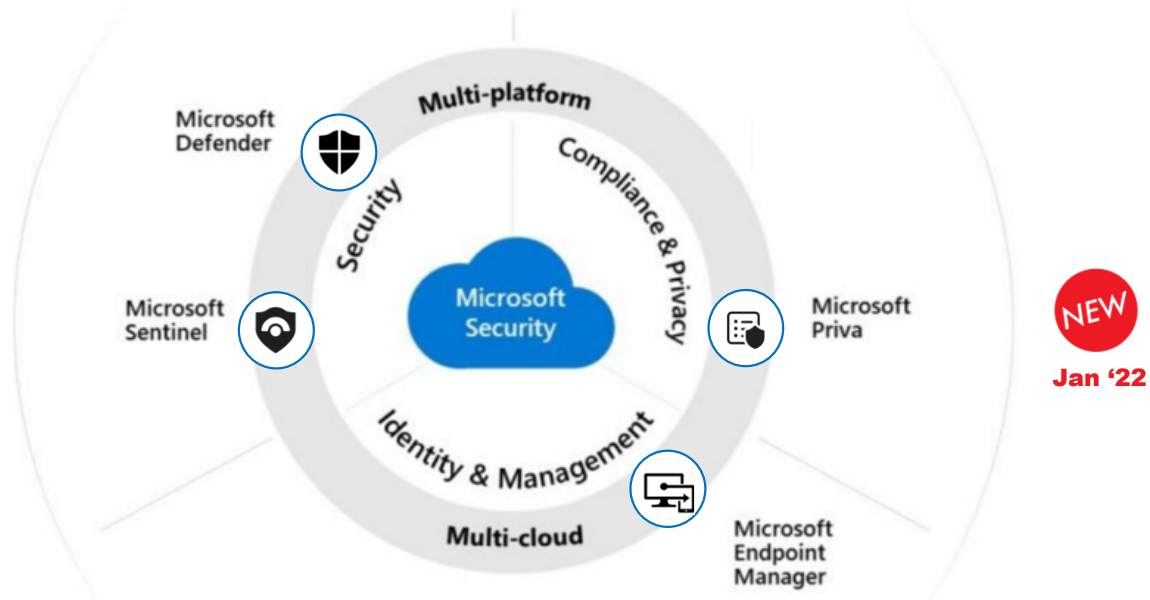 Multi-platform
Microsoft
Defender
Security
Compliance & Privacy
Microsoft
Security
Microsoft
Sentinel
Microsoft
Priva
NEW
Jan ‘22
Identity & Management
Multi-cloud
Microsoft
Endpoint
Manager